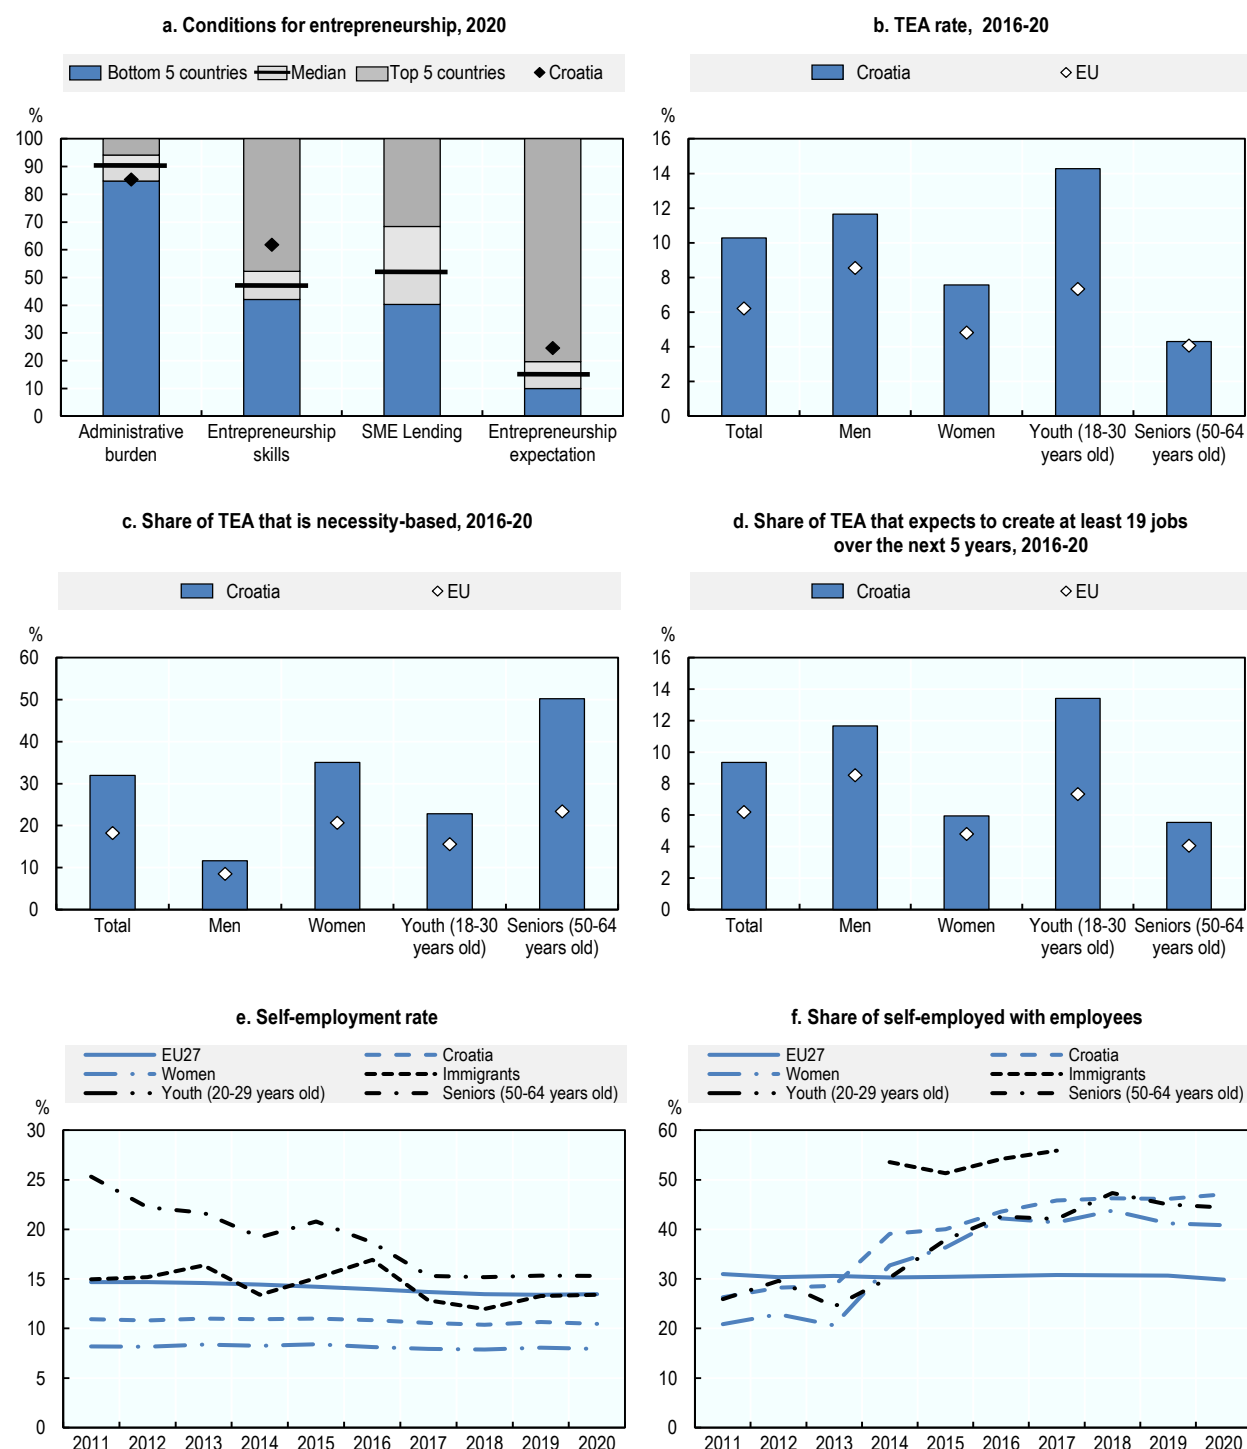 a. Conditions for entrepreneurship, 2020
Bottom 5 countries Median Top 5 countries Croatia
%
100
90
80
70
60
50
40
30
20
10
0
Administrative burden
Entrepreneurship skills
SME Lending
Entrepreneurship expectation
b. TEA rate, 2016-20
Croatia EU
%
16
14
12
10
8
6
4
2
0
Total
Men
Women
Youth (18-30 years old)
Seniors (50-64 years old)
c. Share of TEA that is necessity-based, 2016-20
Croatia EU
%
60
50
40
30
20
10
0
Total
Men
Women
Youth (18-30 years old)
Seniors (50-64 years old)
d. Share of TEA that expects to create at least 19 jobs
over the next 5 years, 2016-20
Croatia EU
%
16
14
12
10
8
6
4
2
0
Total
Men
Women
Youth (18-30 years old)
Seniors (50-64 years old)
e. Self-employment rate
EU27 Croatia
Women Immigrants
Youth (20-29 years old) Seniors (50-64 years old)
%
30
25
20
15
10
5
0
2011 2012 2013 2014 2015 2016 2017 2018 2019 2020
f. Share of self-employed with employees
EU27 Croatia
Women Immigrants
Youth (20-29 years old) Seniors (50-64 years old)
%
60
50
40
30
20
10
0
2011 2012 2013 2014 2015 2016 2017 2018 2019 2020